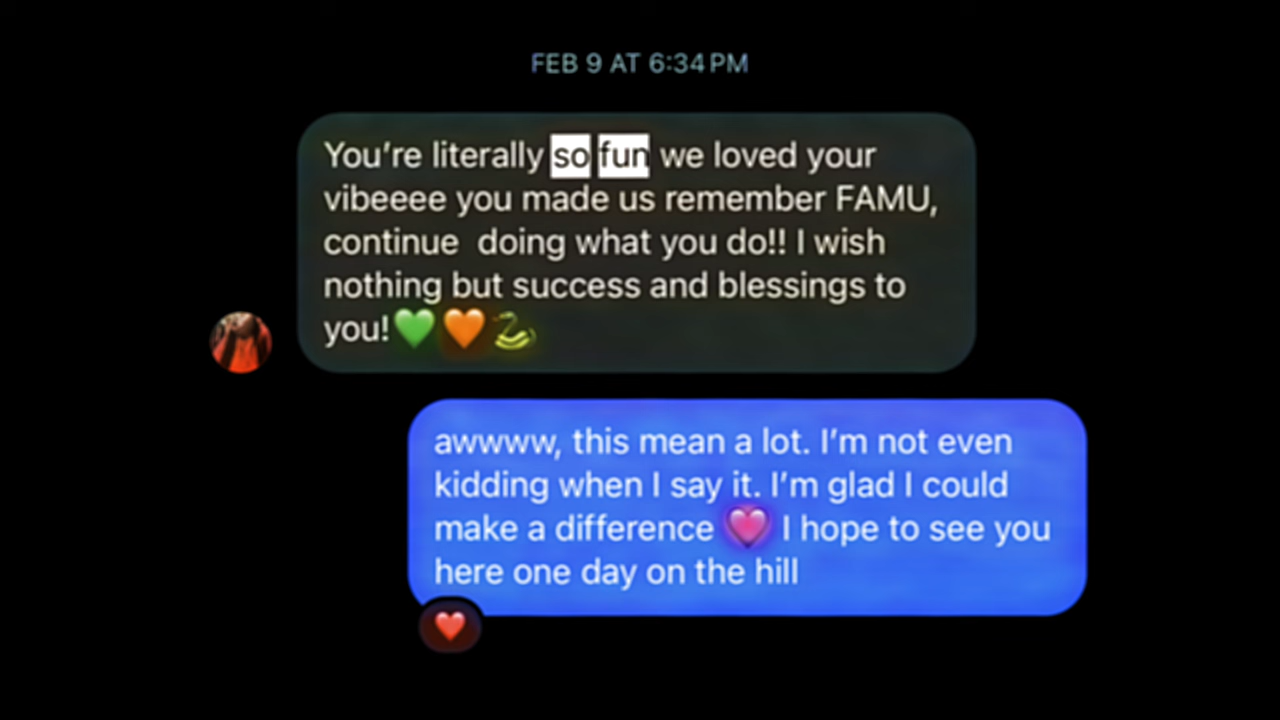 FEB 9 AT 6:34 PM
You're literally so fun we loved your
vibeeee you made us remember FAMU,
continue  doing what you do!! I wish
nothing but success and blessings to
you!💚🧡🐍
awwww, this mean a lot. I'm not even
kidding when I say it. I'm glad I could
make a difference 💗 I hope to see you
here one day on the hill